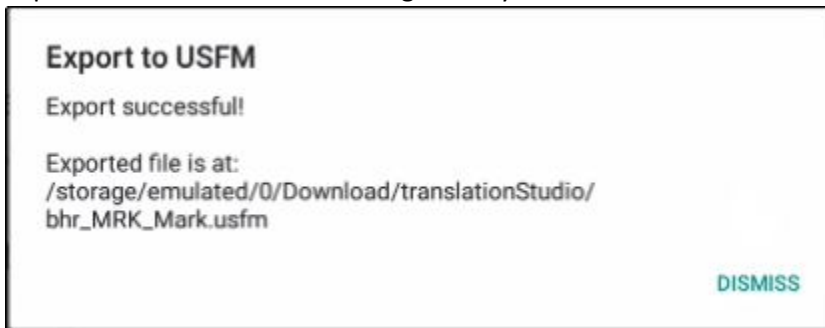 Export to USFM
Export successful!
Exported file is at:
/storage/emulated/0/Download/translationStudio/
bhr_MRK_Mark.usfm
DISMISS